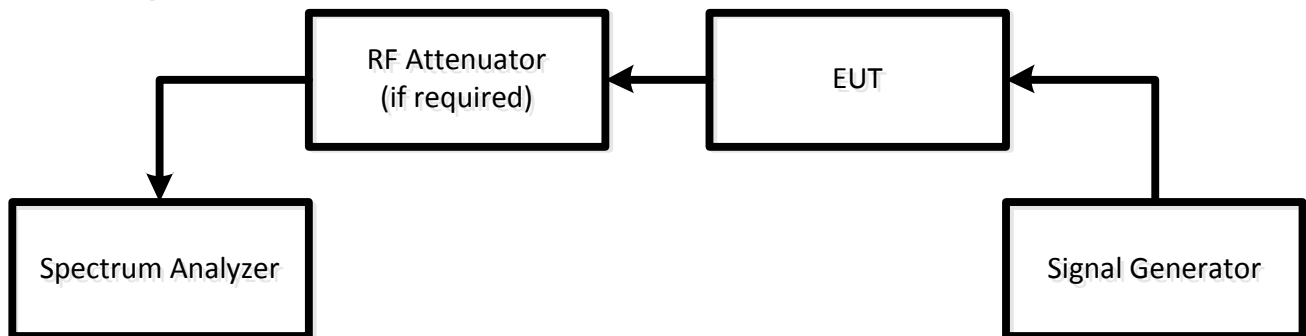 RF Attenuator
(if required)
EUT
Spectrum Analyzer
Signal Generator